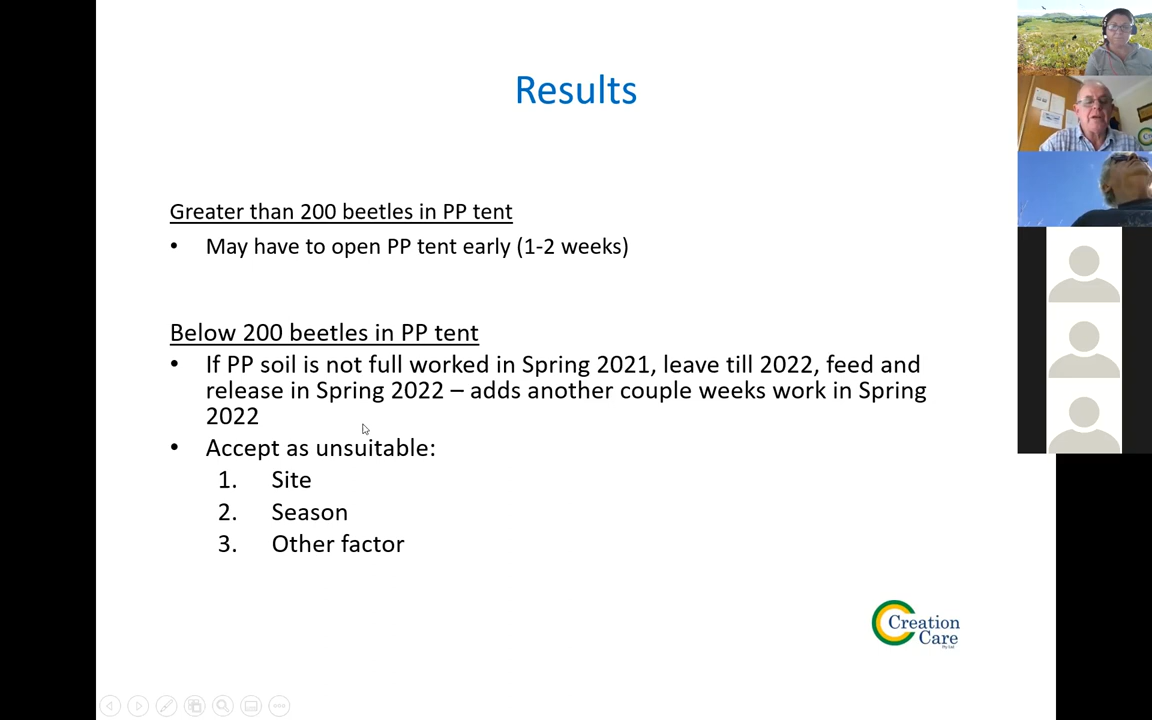 Results
Greater than 200 beetles in PP tent
• May have to open PP tent early (1-2 weeks)
Below 200 beetles in PP tent
• If PP soil is not full worked in Spring 2021, leave till 2022, feed and
release in Spring 2022 – adds another couple weeks work in Spring
2022
• Accept as unsuitable:
1. Site
2. Season
3. Other factor
Creation
Care
Pty Ltd